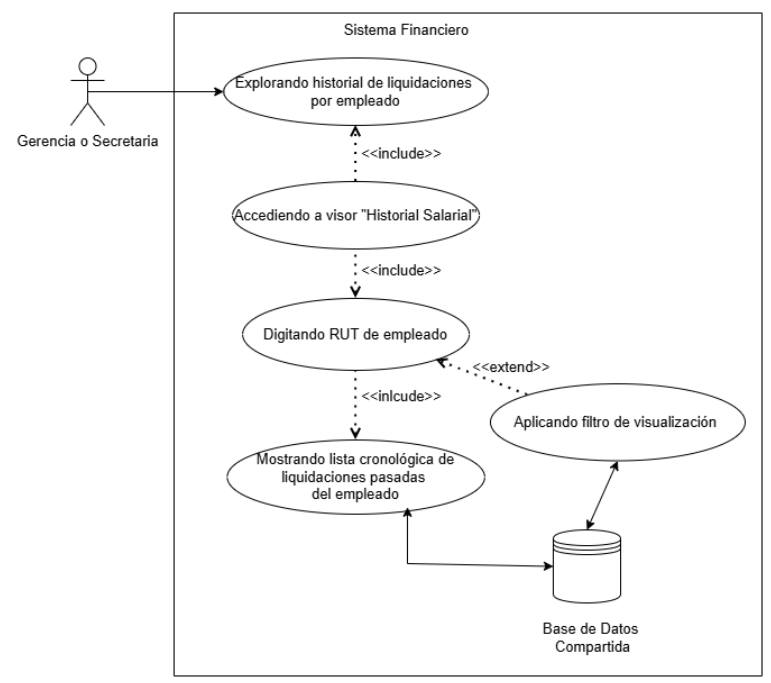 Sistema Financiero
Explorando historial de liquidaciones
por empleado
Gerencia o Secretaria
<<include>>
Accediendo a visor "Historial Salarial"
<<include>>
Digitando RUT de empleado
<<extend>>
<<inlcude>>
Aplicando filtro de visualización
Mostrando lista cronológica de
liquidaciones pasadas
del empleado
Base de Datos
Compartida